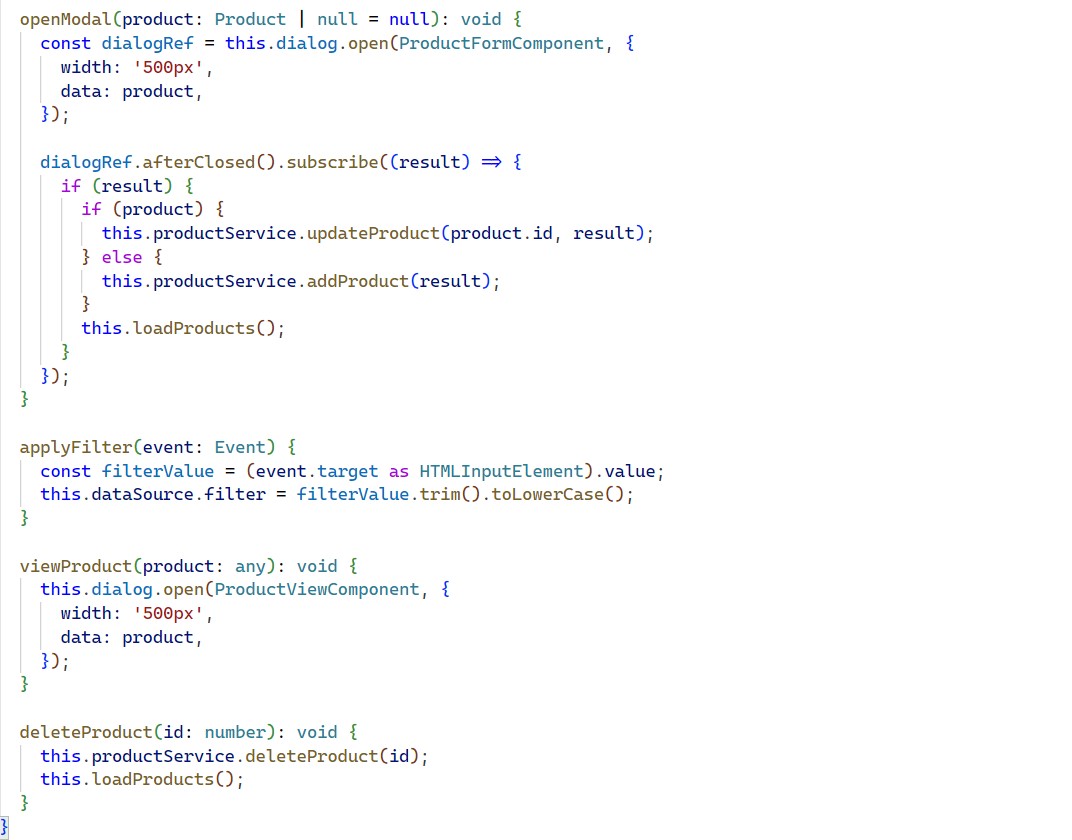 openModal(product: Product | null = null): void {
  const dialogRef = this.dialog.open(ProductFormComponent, {
    width: '500px',
    data: product,
  });

  dialogRef.afterClosed().subscribe((result) => {
    if (result) {
      if (product) {
        this.productService.updateProduct(product.id, result);
      } else {
        this.productService.addProduct(result);
      }
      this.loadProducts();
    }
  });
}

applyFilter(event: Event) {
  const filterValue = (event.target as HTMLInputElement).value;
  this.dataSource.filter = filterValue.trim().toLowerCase();
}

viewProduct(product: any): void {
  this.dialog.open(ProductViewComponent, {
    width: '500px',
    data: product,
  });
}

deleteProduct(id: number): void {
  this.productService.deleteProduct(id);
  this.loadProducts();
}
}